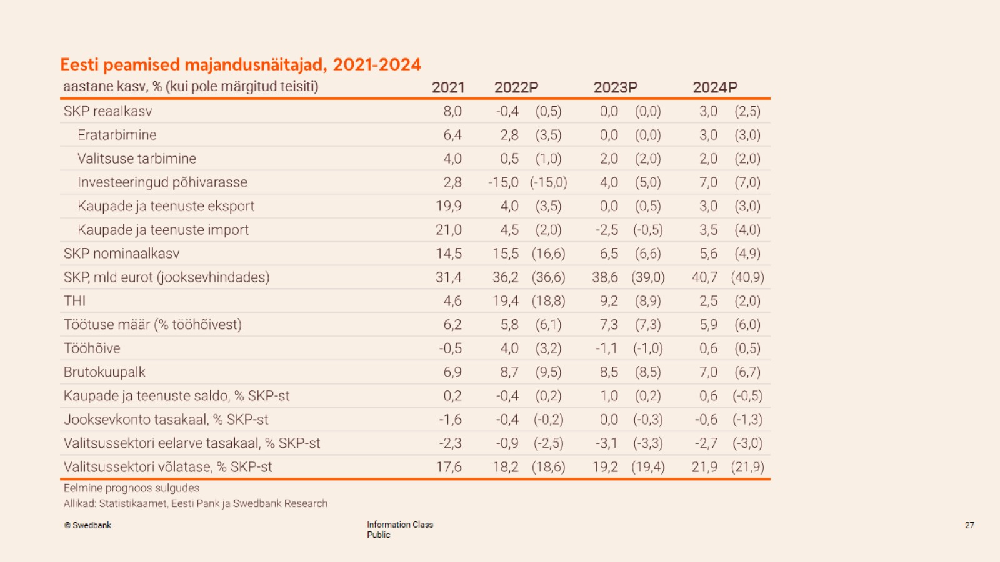 Eesti peamised majandusnäitajad, 2021-2024
aastane kasv, % (kui pole märgitud teisiti) 2021 2022P 2023P 2024P
SKP reaalkasv 8,0 -0,4 (0,5) 0,0 (0,0) 3,0 (2,5)
Eratarbimine 6,4 2,8 (3,5) 0,0 (0,0) 3,0 (3,0)
Valitsuse tarbimine 4,0 0,5 (1,0) 2,0 (2,0) 2,0 (2,0)
Investeeringud põhivarasse 2,8 -15,0 (-15,0) 4,0 (5,0) 7,0 (7,0)
Kaupade ja teenuste eksport 19,9 4,0 (3,5) 0,0 (0,5) 3,0 (3,0)
Kaupade ja teenuste import 21,0 4,5 (2,0) -2,5 (-0,5) 3,5 (4,0)
SKP nominaalkasv 14,5 15,5 (16,6) 6,5 (6,6) 5,6 (4,9)
SKP, mld eurot (jooksevhindades) 31,4 36,2 (36,6) 38,6 (39,0) 40,7 (40,9)
THI 4,6 19,4 (18,8) 9,2 (8,9) 2,5 (2,0)
Töötuse määr (% tööhõivest) 6,2 5,8 (6,1) 7,3 (7,3) 5,9 (6,0)
Tööhõive -0,5 4,0 (3,2) -1,1 (-1,0) 0,6 (0,5)
Brutokuupalk 6,9 8,7 (9,5) 8,5 (8,5) 7,0 (6,7)
Kaupade ja teenuste saldo, % SKP-st 0,2 -0,4 (0,2) 1,0 (0,2) 0,6 (-0,5)
Jooksevkonto tasakaal, % SKP-st -1,6 -0,4 (-0,2) 0,0 (-0,3) -0,6 (-1,3)
Valitsussektori eelarve tasakaal, % SKP-st -2,3 -0,9 (-2,5) -3,1 (-3,3) -2,7 (-3,0)
Valitsussektori võlatase, % SKP-st 17,6 18,2 (18,6) 19,2 (19,4) 21,9 (21,9)
Eelmine prognoos sulgudes
Allikad: Statistikaamet, Eesti Pank ja Swedbank Research
© Swedbank
Information Class
Public
27